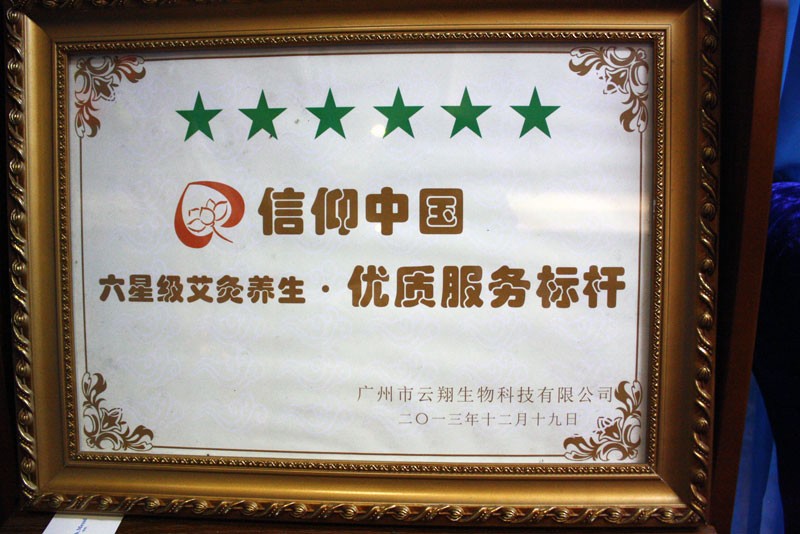 信仰中国
六星级艾灸养生·优质服务标杆
广州市云翔生物科技有限公司
二〇一三年十二月十九日